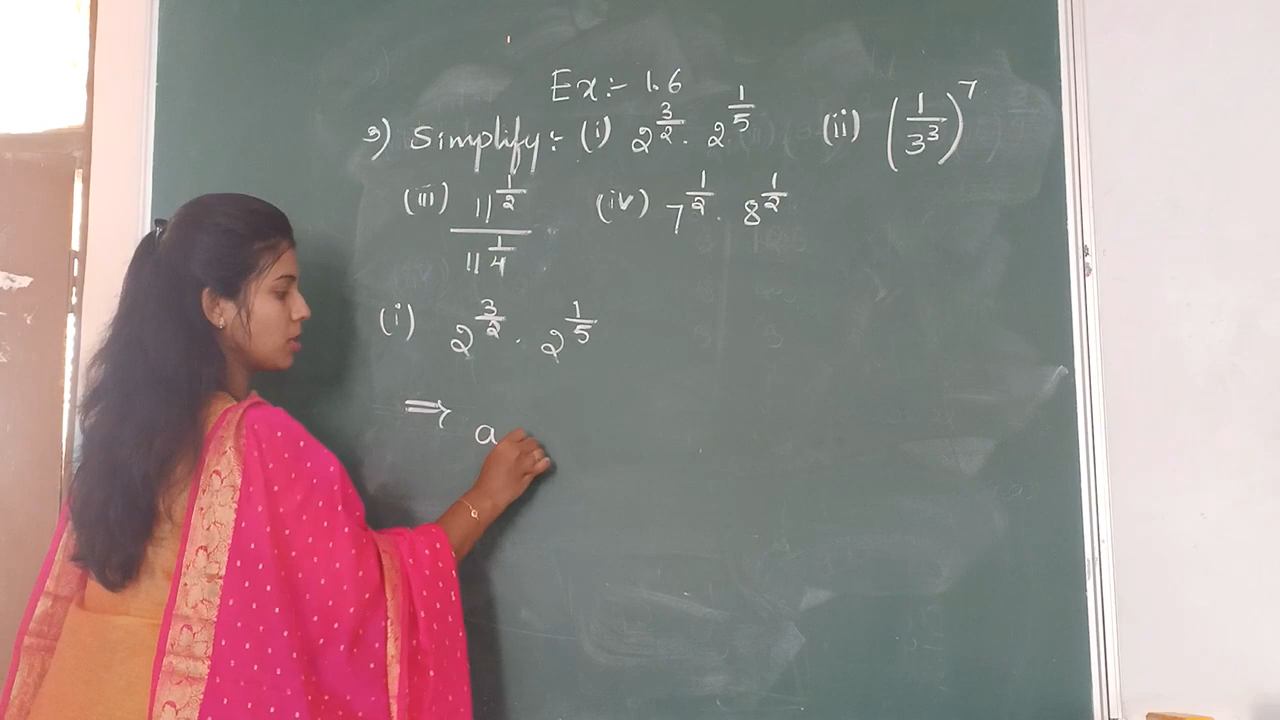 Ex:- 1.6
3) Simplify:- (i) 2^{3/2} . 2^{1/5} (ii) (1/3^3)^7
(iii) 11^{1/2} / 11^{1/4} (iv) 7^{1/2} . 8^{1/2}
(i) 2^{3/2} . 2^{1/5}
⇒ a